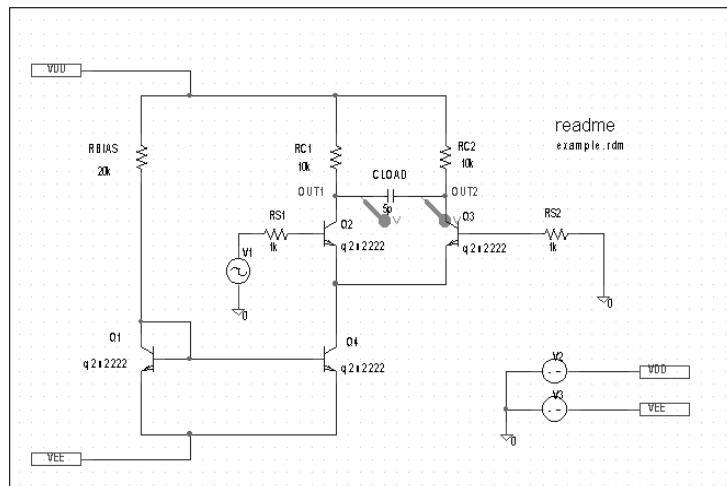 VDD
readme
example.rdm
RBIAS
20k
RC1
10k
RC2
10k
CLOAD
5p
OUT1
OUT2
V
V
RS1
1k
Q2
q2n2222
Q3
q2n2222
RS2
1k
V1
0
0
Q1
q2n2222
Q4
q2n2222
V2
VDD
V3
VEE
0
VEE